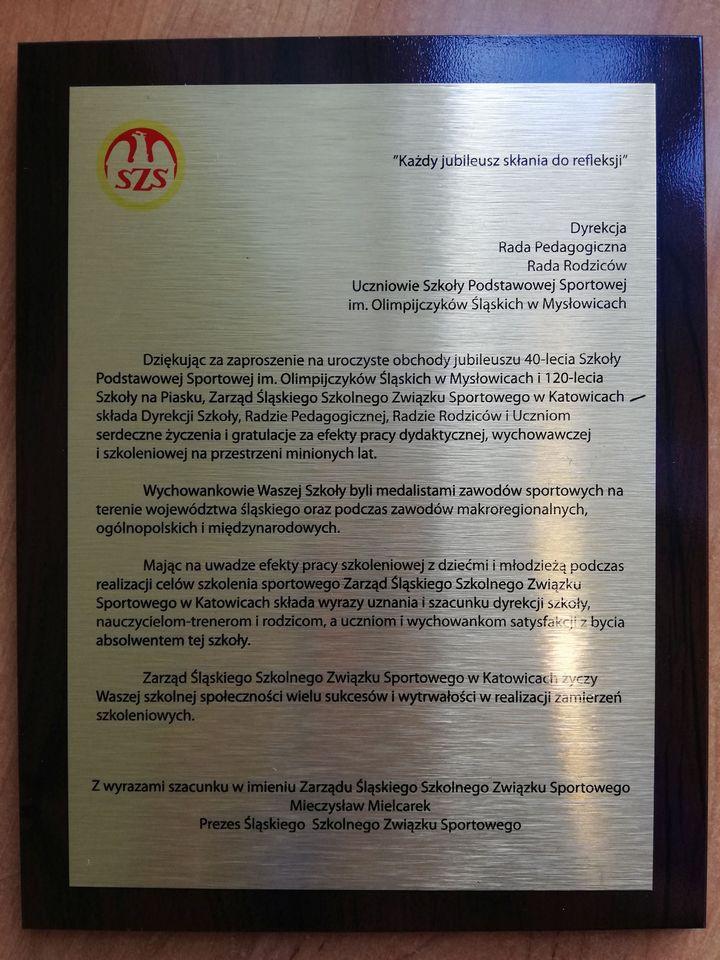 SZS
"Każdy jubileusz skłania do refleksji"
Dyrekcja
Rada Pedagogiczna
Rada Rodziców
Uczniowie Szkoły Podstawowej Sportowej
im. Olimpijczyków Śląskich w Mysłowicach
Dziękując za zaproszenie na uroczyste obchody jubileuszu 40-lecia Szkoły
Podstawowej Sportowej im. Olimpijczyków Śląskich w Mysłowicach i 120-lecia
Szkoły na Piasku, Zarząd Śląskiego Szkolnego Związku Sportowego w Katowicach
składa Dyrekcji Szkoły, Radzie Pedagogicznej, Radzie Rodziców i Uczniom
serdeczne życzenia i gratulacje za efekty pracy dydaktycznej, wychowawczej
i szkoleniowej na przestrzeni minionych lat.
Wychowankowie Waszej Szkoły byli medalistami zawodów sportowych na
terenie województwa śląskiego oraz podczas zawodów makroregionalnych,
ogólnopolskich i międzynarodowych.
Mając na uwadze efekty pracy szkoleniowej z dziećmi i młodzieżą podczas
realizacji celów szkolenia sportowego Zarząd Śląskiego Szkolnego Związku
Sportowego w Katowicach składa wyrazy uznania i szacunku dyrekcji szkoły,
nauczycielom-trenerom i rodzicom, a uczniom i wychowankom satysfakcji z bycia
absolwentem tej szkoły.
Zarząd Śląskiego Szkolnego Związku Sportowego w Katowicach życzy
Waszej szkolnej społeczności wielu sukcesów i wytrwałości w realizacji zamierzeń
szkoleniowych.
Z wyrazami szacunku w imieniu Zarządu Śląskiego Szkolnego Związku Sportowego
Mieczysław Mielcarek
Prezes Śląskiego Szkolnego Związku Sportowego